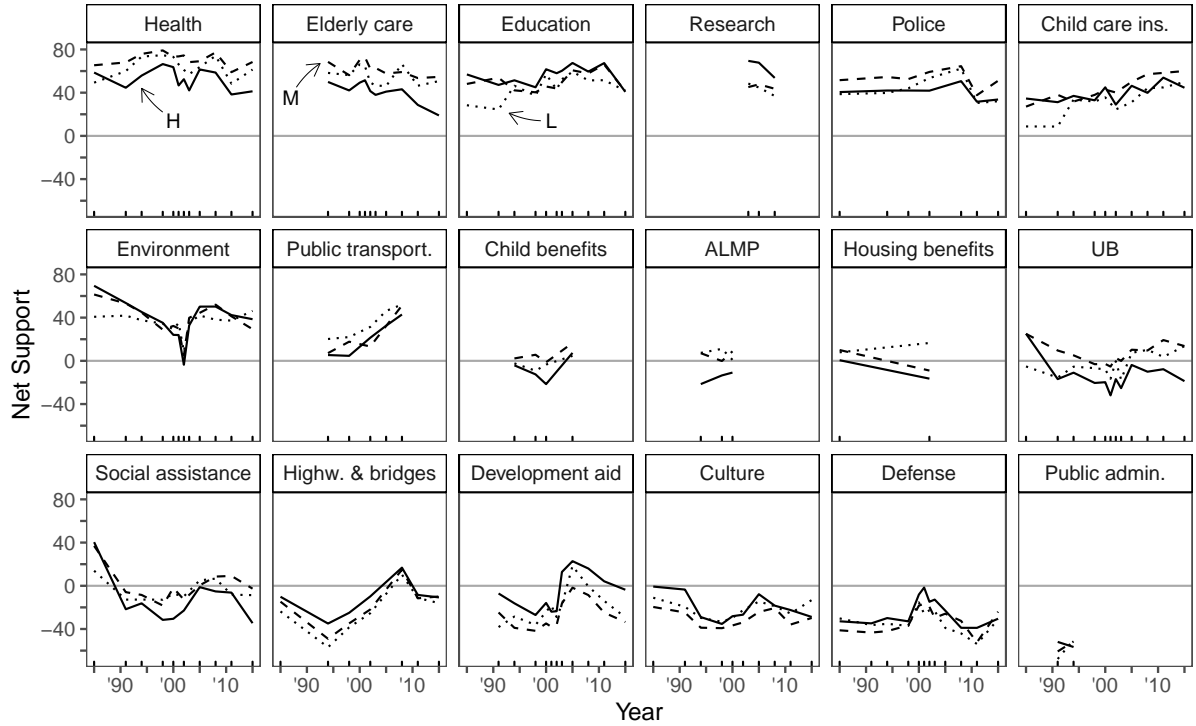 Health Elderly care Education Research Police Child care ins.
80
40
0
−40
H
M
L
Environment Public transport. Child benefits ALMP Housing benefits UB
80
40
0
−40
Net Support
Social assistance Highw. & bridges Development aid Culture Defense Public admin.
80
40
0
−40
'90 '00 '10 '90 '00 '10 '90 '00 '10 '90 '00 '10 '90 '00 '10 '90 '00 '10
Year